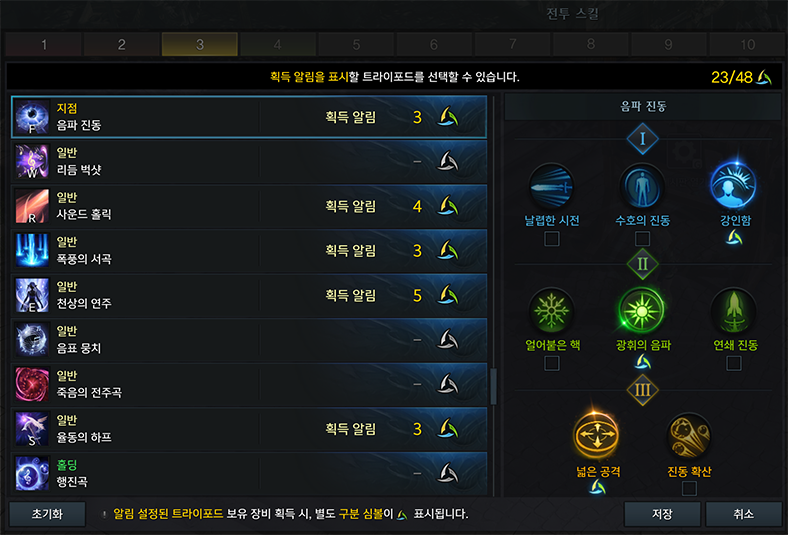 전투 스킬
1 2 3 4 5 6 7 8 9 10
획득 알림을 표시할 트라이포드를 선택할 수 있습니다.
23/48
지점
음파 진동
획득 알림 3
F
일반
리듬 벅샷
–
W
일반
사운드 홀릭
획득 알림 4
R
일반
폭풍의 서곡
획득 알림 3
일반
천상의 연주
획득 알림 5
E
일반
음표 뭉치
–
일반
죽음의 전주곡
–
일반
율동의 하프
획득 알림 3
S
홀딩
행진곡
–
음파 진동
I
날렵한 시전 수호의 진동 강인함
II
얼어붙은 핵 광휘의 음파 연쇄 진동
III
넓은 공격 진동 확산
초기화
! 알림 설정된 트라이포드 보유 장비 획득 시, 별도 구분 심볼이 표시됩니다.
저장 취소